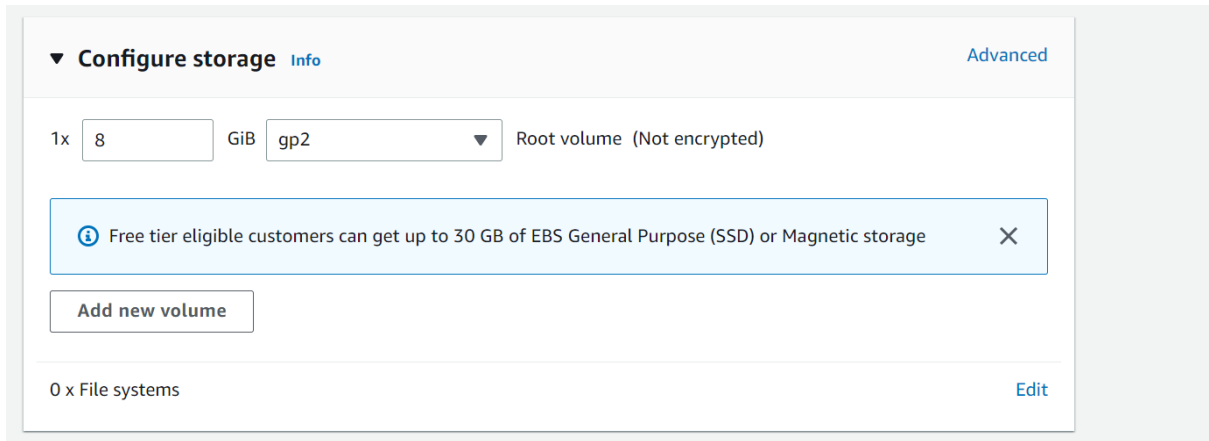 Configure storage Info Advanced
1x 8 GiB gp2 Root volume (Not encrypted)
Free tier eligible customers can get up to 30 GB of EBS General Purpose (SSD) or Magnetic storage
Add new volume
0 x File systems Edit